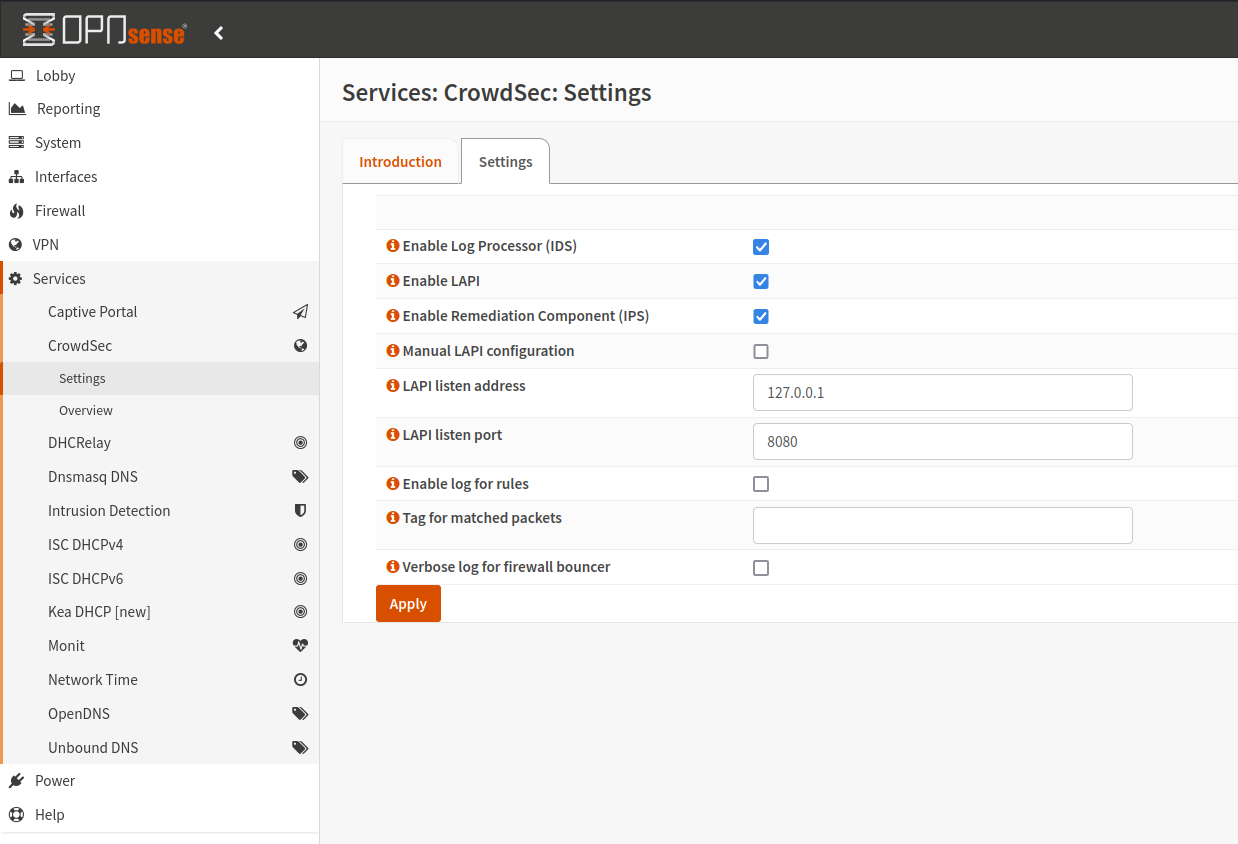 OPNsense®
Services: CrowdSec: Settings
Lobby
Reporting
System
Interfaces
Firewall
VPN
Services
Captive Portal
CrowdSec
Settings
Overview
DHCRelay
Dnsmasq DNS
Intrusion Detection
ISC DHCPv4
ISC DHCPv6
Kea DHCP [new]
Monit
Network Time
OpenDNS
Unbound DNS
Power
Help
Introduction
Settings
Enable Log Processor (IDS)
Enable LAPI
Enable Remediation Component (IPS)
Manual LAPI configuration
LAPI listen address 127.0.0.1
LAPI listen port 8080
Enable log for rules
Tag for matched packets
Verbose log for firewall bouncer
Apply